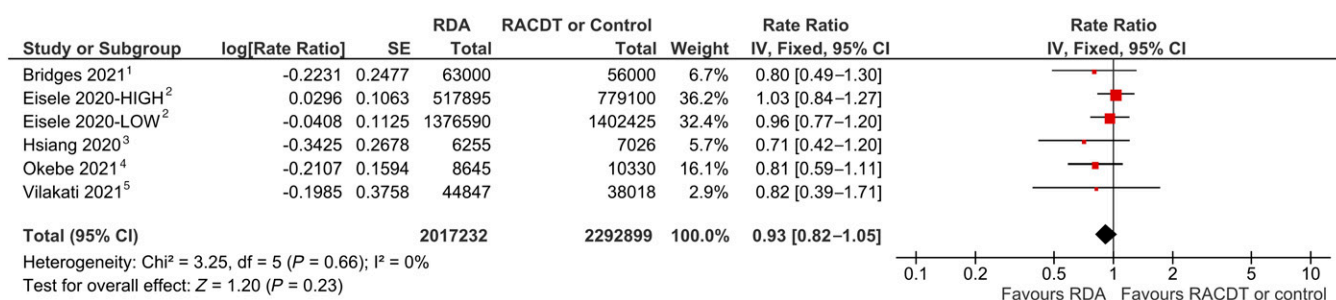 RDA RACDT or Control Rate Ratio Rate Ratio
Study or Subgroup log[Rate Ratio] SE Total Total Weight IV, Fixed, 95% CI IV, Fixed, 95% CI
Bridges 2021¹ -0.2231 0.2477 63000 56000 6.7% 0.80 [0.49–1.30]
Eisele 2020-HIGH² 0.0296 0.1063 517895 779100 36.2% 1.03 [0.84–1.27]
Eisele 2020-LOW² -0.0408 0.1125 1376590 1402425 32.4% 0.96 [0.77–1.20]
Hsiang 2020³ -0.3425 0.2678 6255 7026 5.7% 0.71 [0.42–1.20]
Okebe 2021⁴ -0.2107 0.1594 8645 10330 16.1% 0.81 [0.59–1.11]
Vilakati 2021⁵ -0.1985 0.3758 44847 38018 2.9% 0.82 [0.39–1.71]
Total (95% CI) 2017232 2292899 100.0% 0.93 [0.82–1.05]
Heterogeneity: Chi² = 3.25, df = 5 (P = 0.66); I² = 0%
Test for overall effect: Z = 1.20 (P = 0.23)
0.1 0.2 0.5 1 2 5 10
Favours RDA Favours RACDT or control